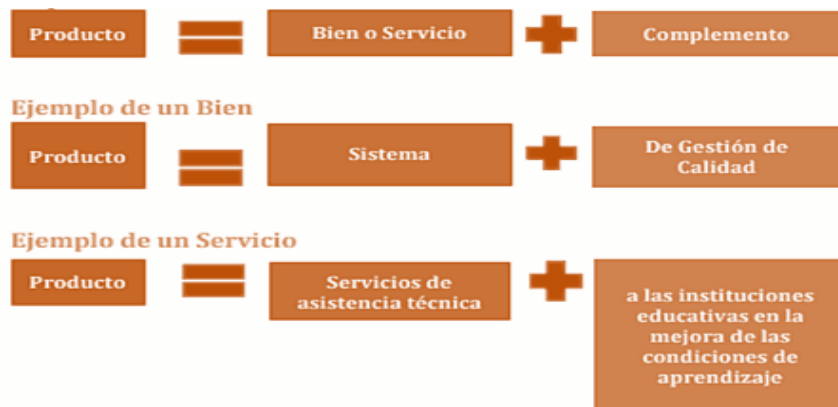 Producto
Bien o Servicio
Complemento
Ejemplo de un Bien
Producto
Sistema
De Gestión de
Calidad
Ejemplo de un Servicio
Producto
Servicios de
asistencia técnica
a las instituciones
educativas en la
mejora de las
condiciones de
aprendizaje